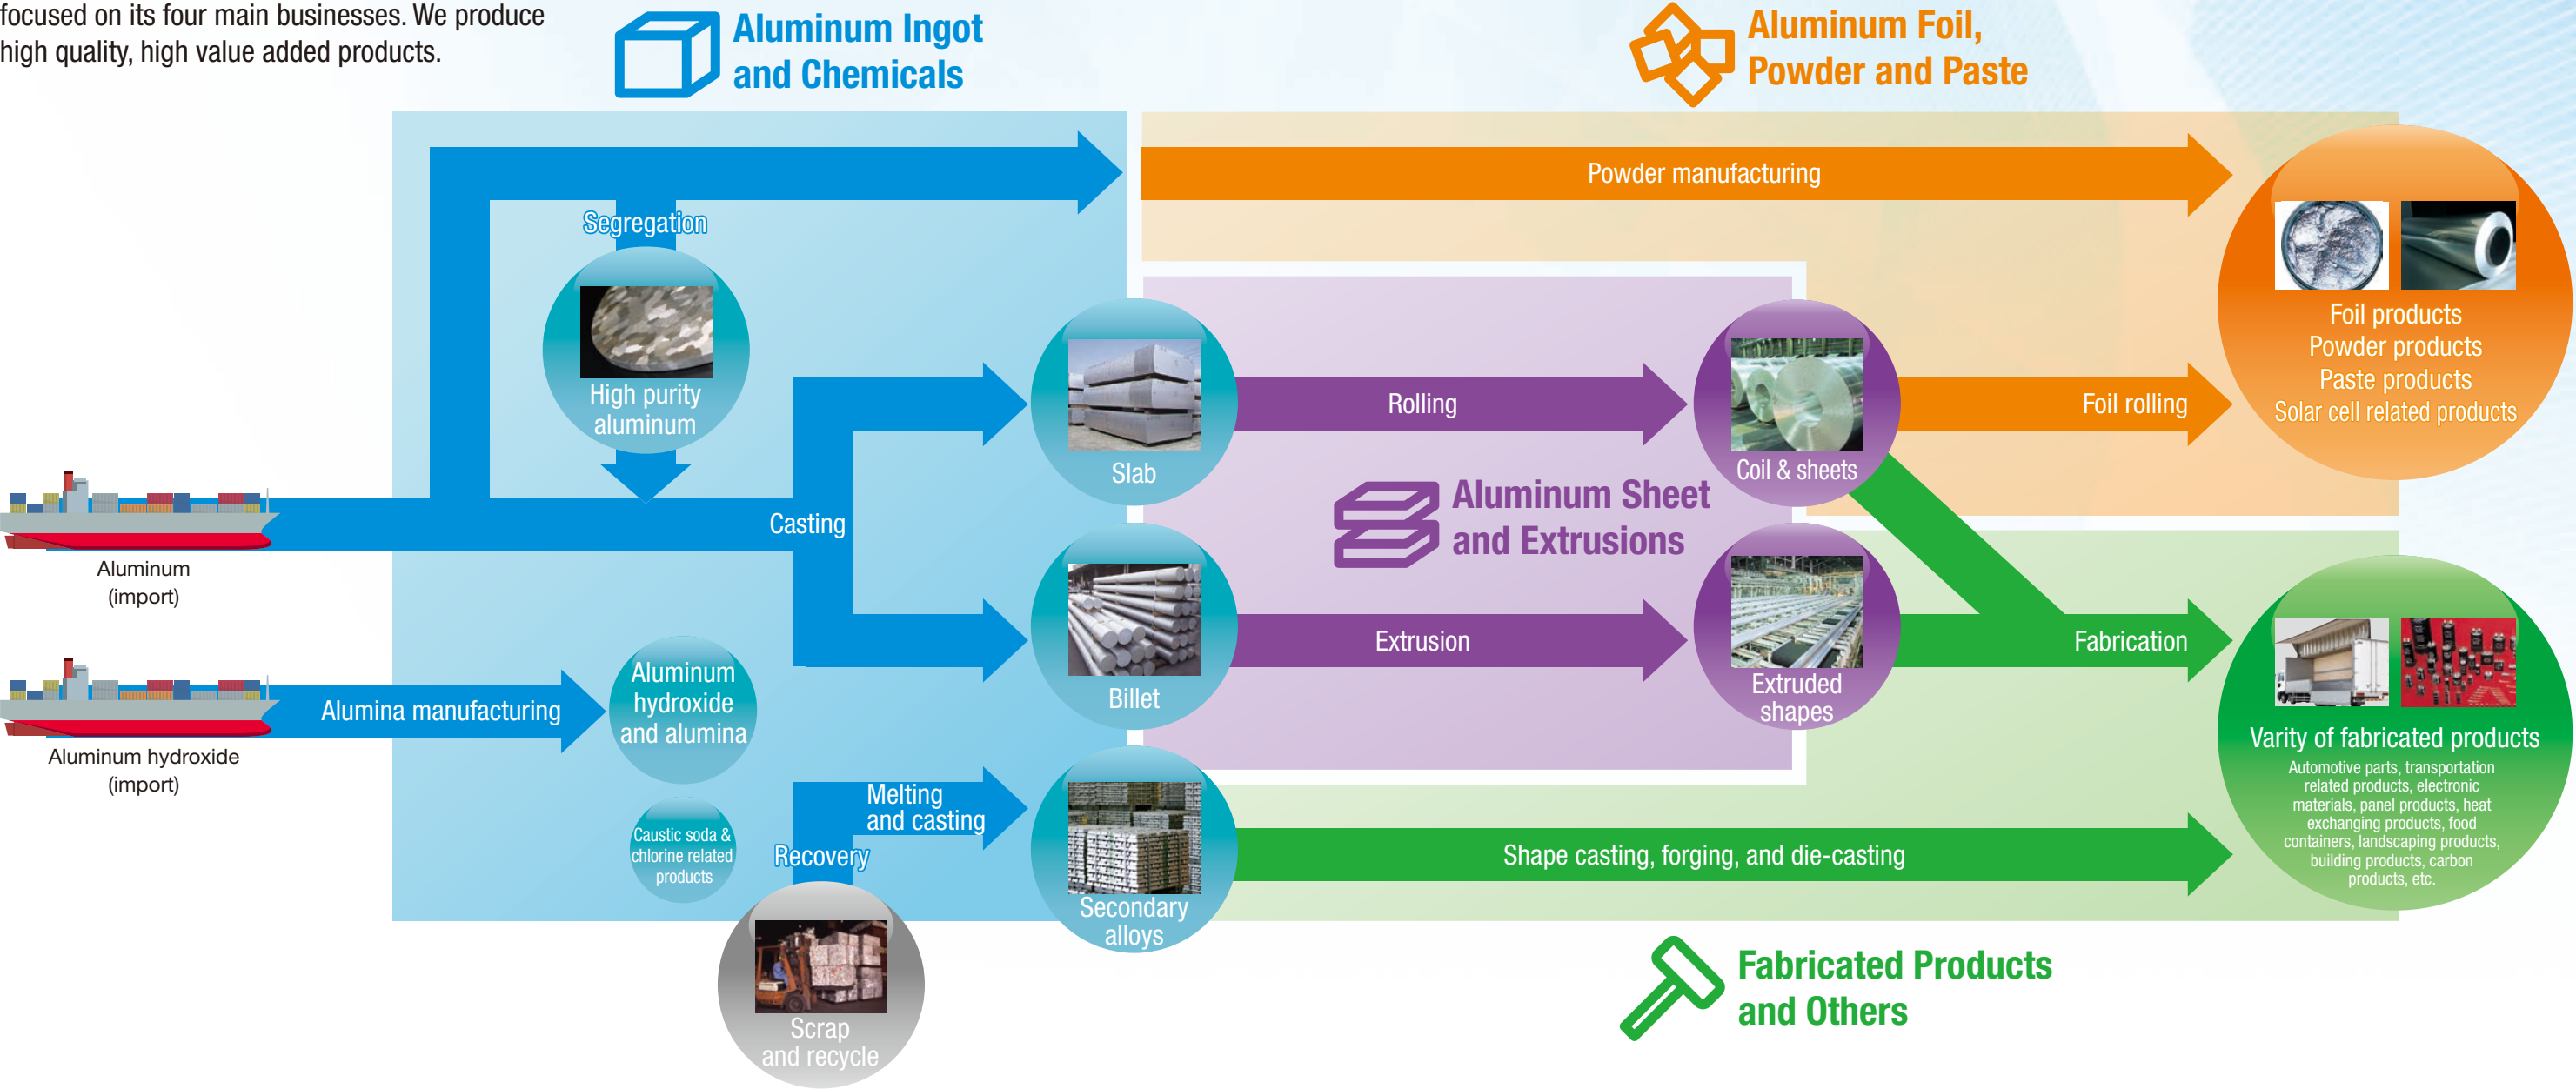 focused on its four main businesses. We produce
high quality, high value added products.
Aluminum Ingot
and Chemicals
Aluminum Foil,
Powder and Paste
Powder manufacturing
Segregation
High purity
aluminum
Foil products
Powder products
Paste products
Solar cell related products
Slab
Rolling
Coil & sheets
Foil rolling
Casting
Aluminum Sheet
and Extrusions
Aluminum
(import)
Billet
Extrusion
Extruded
shapes
Fabrication
Alumina manufacturing
Aluminum
hydroxide
and alumina
Aluminum hydroxide
(import)
Varity of fabricated products
Automotive parts, transportation
related products, electronic
materials, panel products, heat
exchanging products, food
containers, landscaping products,
building products, carbon
products, etc.
Melting
and casting
Caustic soda &
chlorine related
products
Recovery
Secondary
alloys
Shape casting, forging, and die-casting
Scrap
and recycle
Fabricated Products
and Others